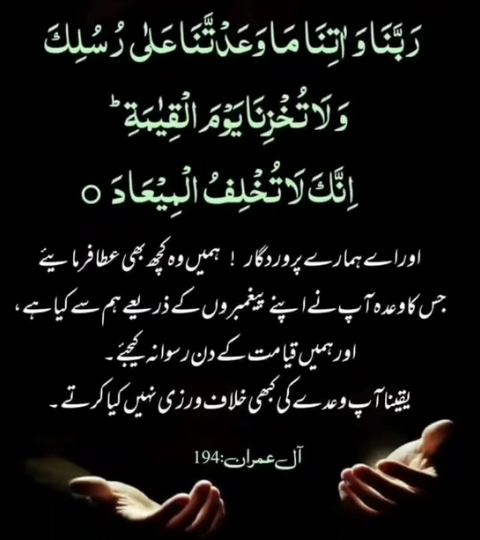 رَبَّنَا وَ اٰتِنَا مَا وَعَدْتَّنَا عَلٰى رُسُلِكَ
وَ لَا تُخْزِنَا يَوْمَ الْقِيٰمَةِ ؕ
اِنَّكَ لَا تُخْلِفُ الْمِيْعَادَ ○
اور اے ہمارے پروردگار ! ہمیں وہ کچھ بھی عطا فرمایئے
جس کا وعدہ آپ نے اپنے پیغمبروں کے ذریعے ہم سے کیا ہے،
اور ہمیں قیامت کے دن رسوا نہ کیجئے۔
یقینا آپ وعدے کی کبھی خلاف ورزی نہیں کیا کرتے۔
آل عمران:194